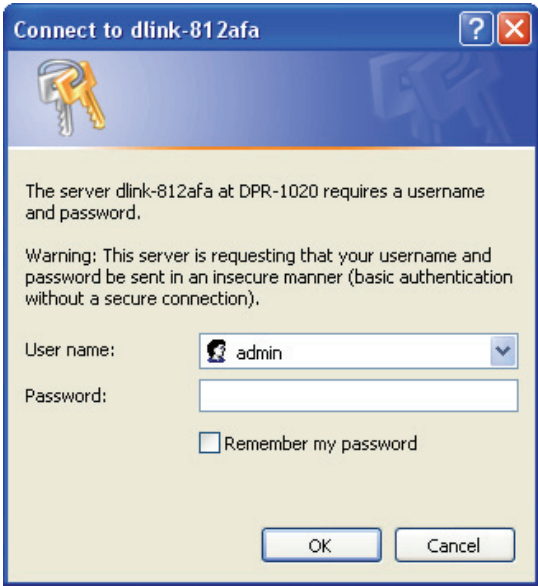 Connect to dlink-812afa
The server dlink-812afa at DPR-1020 requires a username
and password.
Warning: This server is requesting that your username and
password be sent in an insecure manner (basic authentication
without a secure connection).
User name:
admin
Password:
Remember my password
OK
Cancel